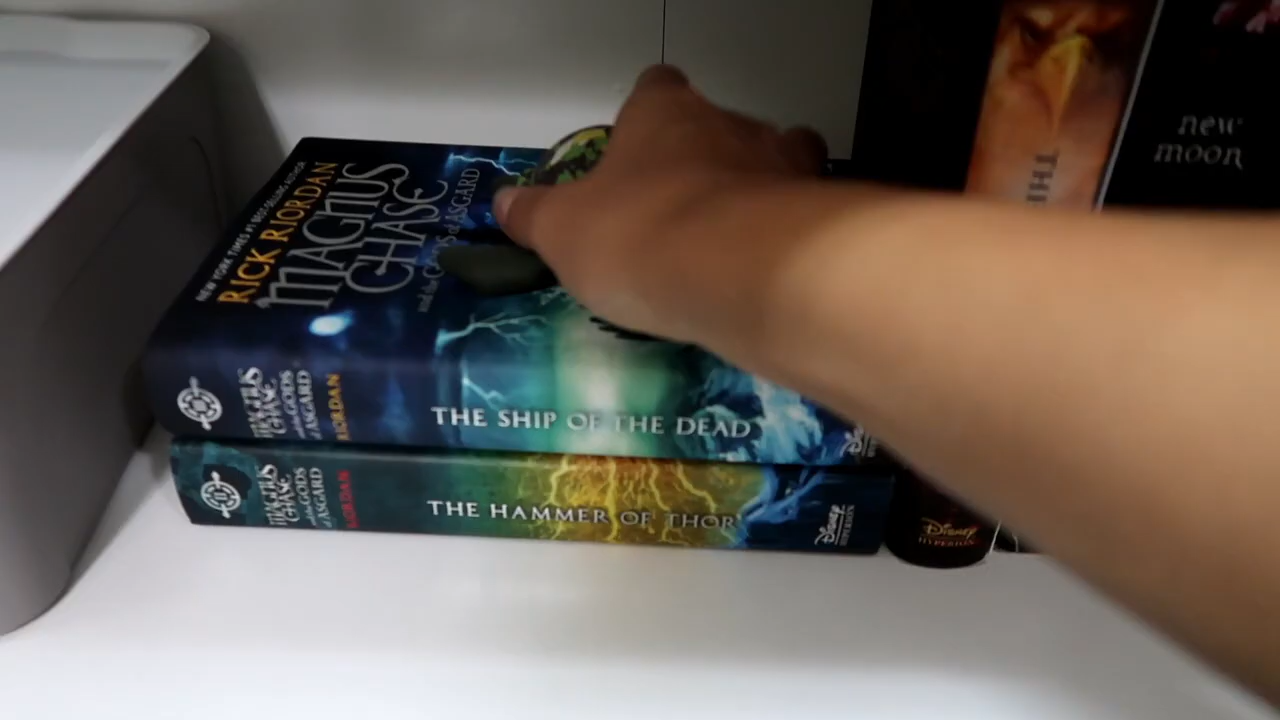 NEW YORK TIMES #1 BEST-SELLING AUTHOR
RICK RIORDAN
MAGNUS
CHASE
and the GODS of ASGARD
MAGNUS
CHASE
and the GODS
of ASGARD
RIORDAN
THE SHIP OF THE DEAD
MAGNUS
CHASE
and the GODS
of ASGARD
RIORDAN
THE HAMMER OF THOR
Disney
HYPERION
Disney
HYPERION
new
moon